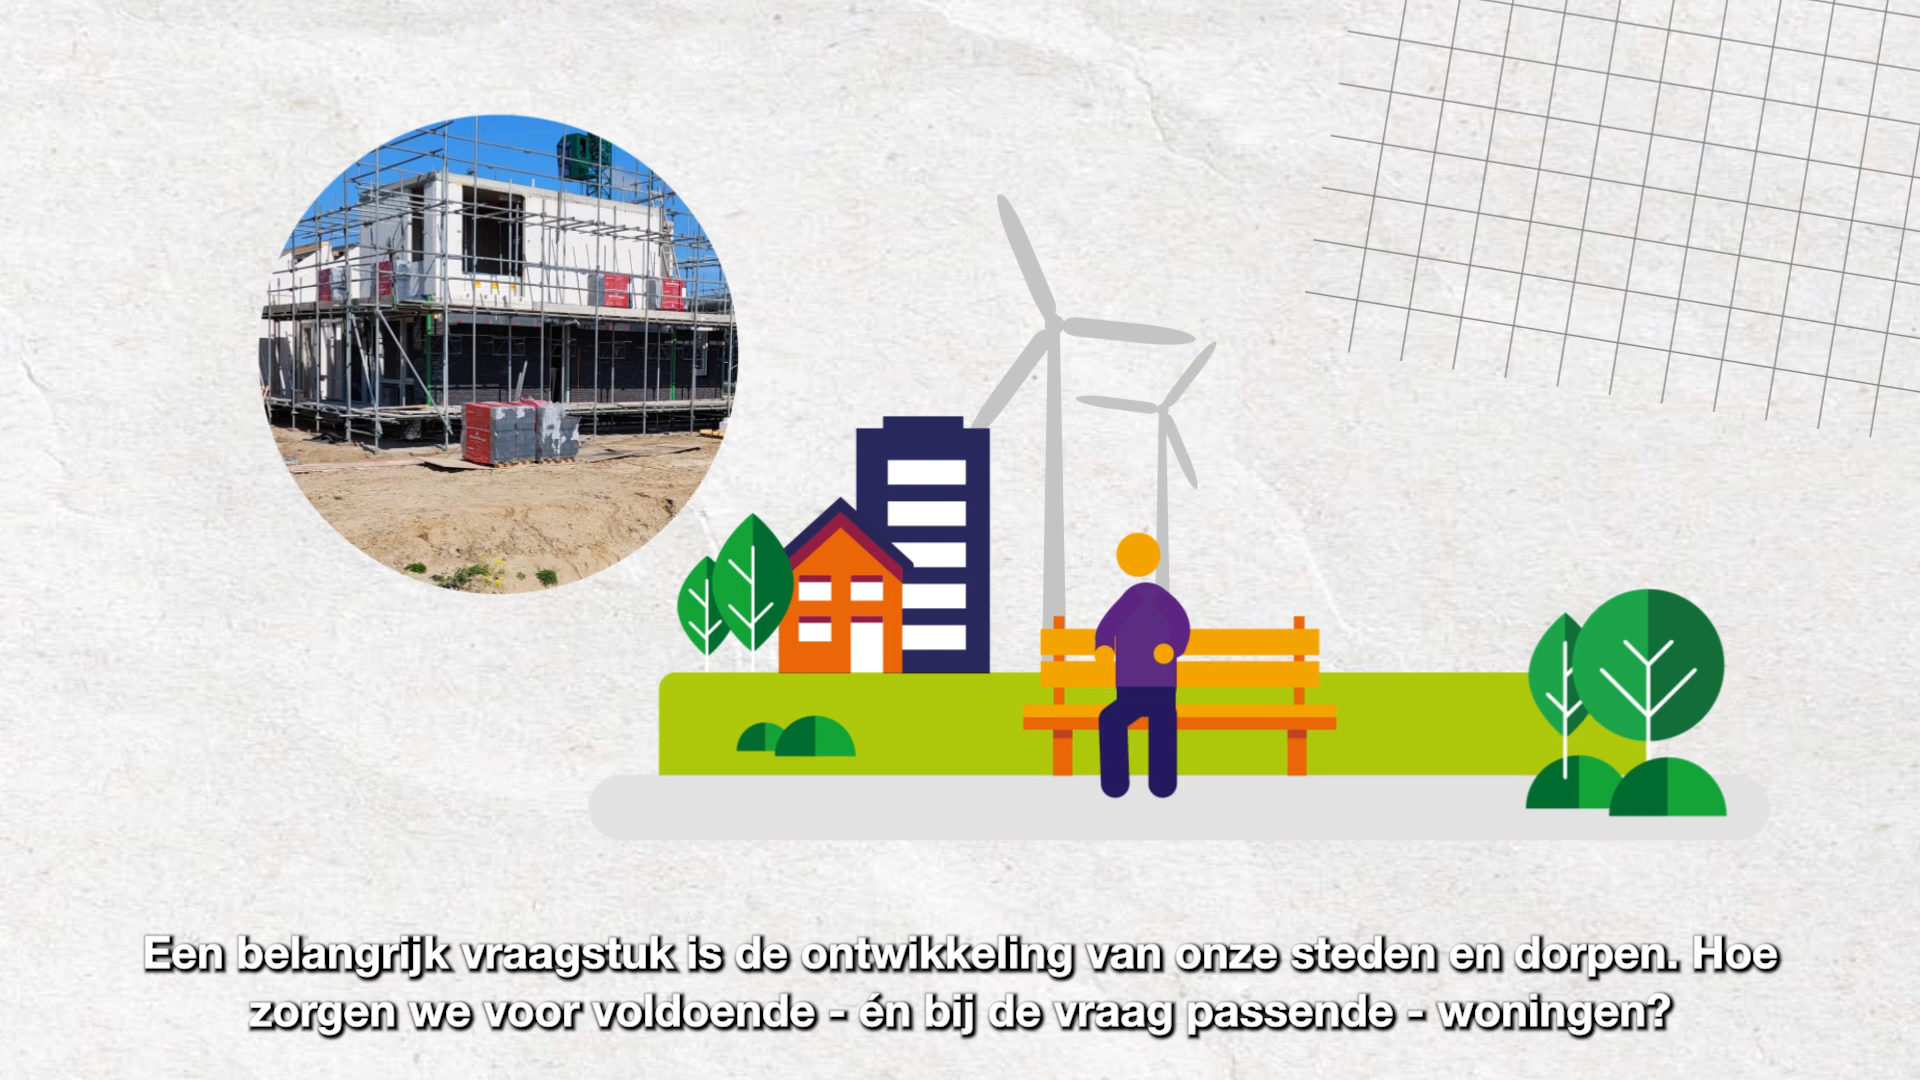 Een belangrijk vraagstuk is de ontwikkeling van onze steden en dorpen. Hoe
zorgen we voor voldoende - én bij de vraag passende - woningen?